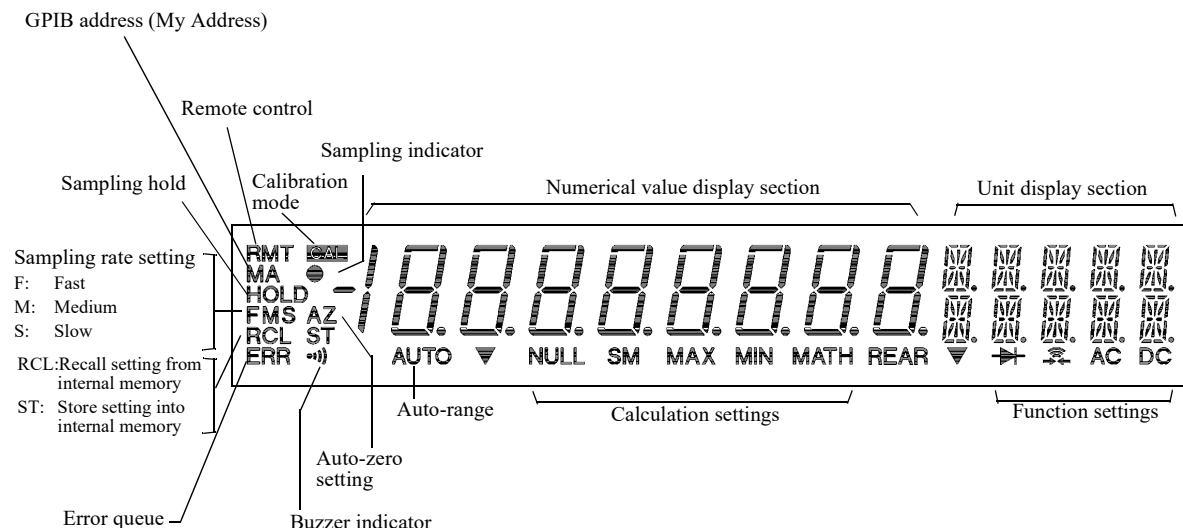 GPIB address (My Address)
Remote control
Sampling indicator
Sampling hold
Calibration
mode
Numerical value display section
Unit display section
Sampling rate setting
F: Fast
M: Medium
S: Slow
RCL:Recall setting from
internal memory
ST: Store setting into
internal memory
RMT CAL
MA
HOLD
FMS AZ
RCL ST
ERR
-188888888
AUTO NULL SM MAX MIN MATH REAR AC DC
Auto-range
Calculation settings
Function settings
Auto-zero
setting
Error queue
Buzzer indicator